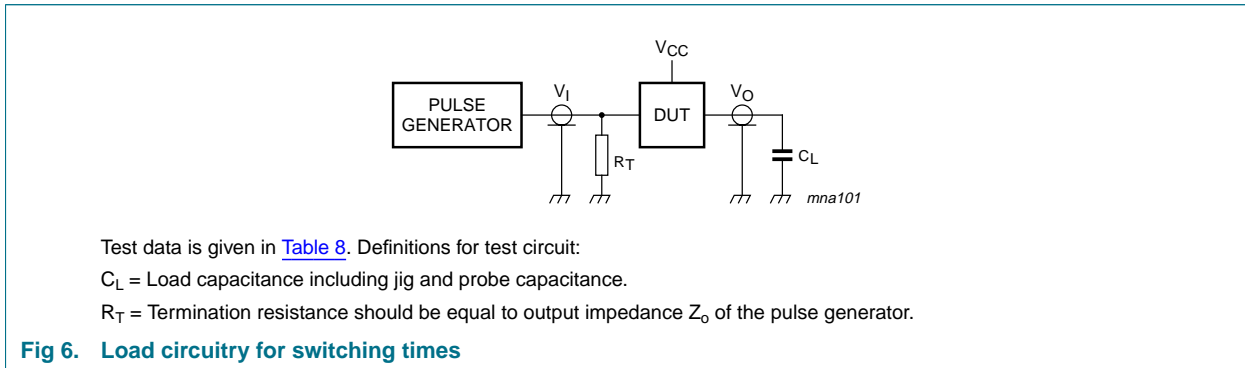 VCC
PULSE
GENERATOR
VI
DUT
VO
RT
CL
mna101
Test data is given in Table 8. Definitions for test circuit:
CL = Load capacitance including jig and probe capacitance.
RT = Termination resistance should be equal to output impedance Zo of the pulse generator.
Fig 6. Load circuitry for switching times